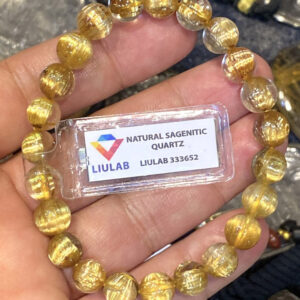 LIULAB
NATURAL SAGENITIC
QUARTZ
LIULAB 333652